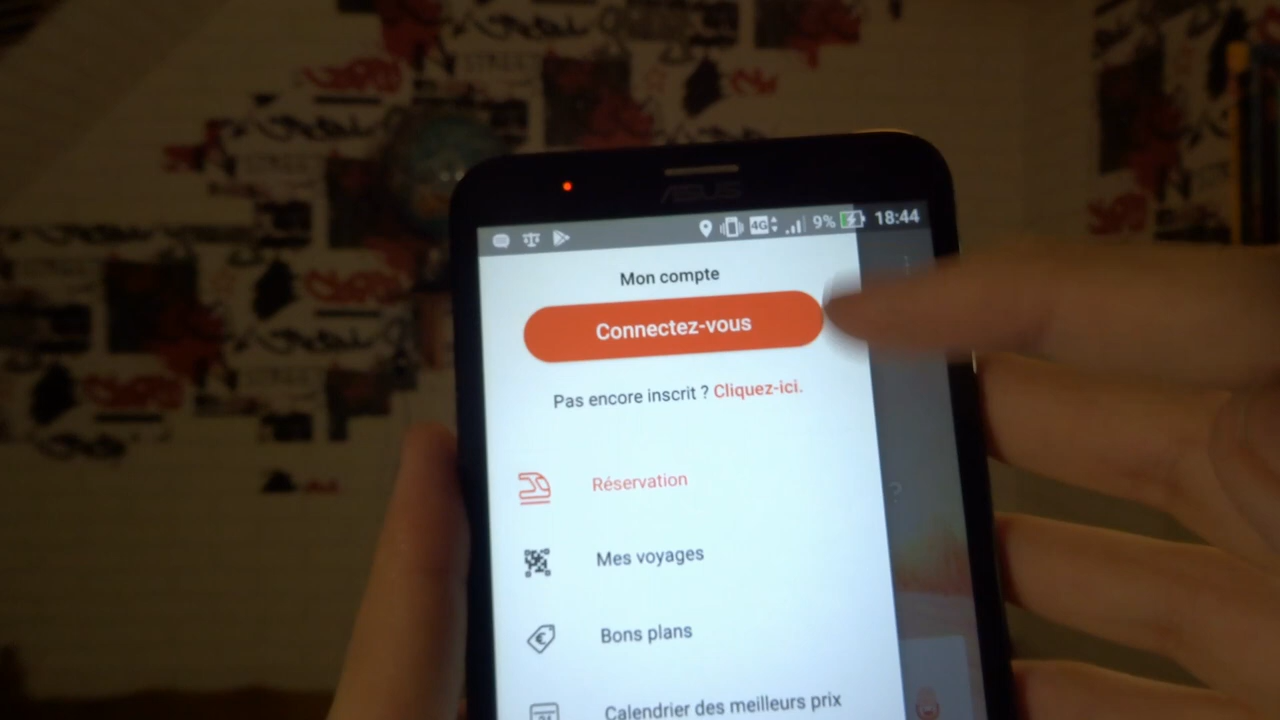 ASUS
4G 9% 18:44
Mon compte
Connectez-vous
Pas encore inscrit ? Cliquez-ici.
Réservation
?
Mes voyages
Bons plans
Calendrier des meilleurs prix